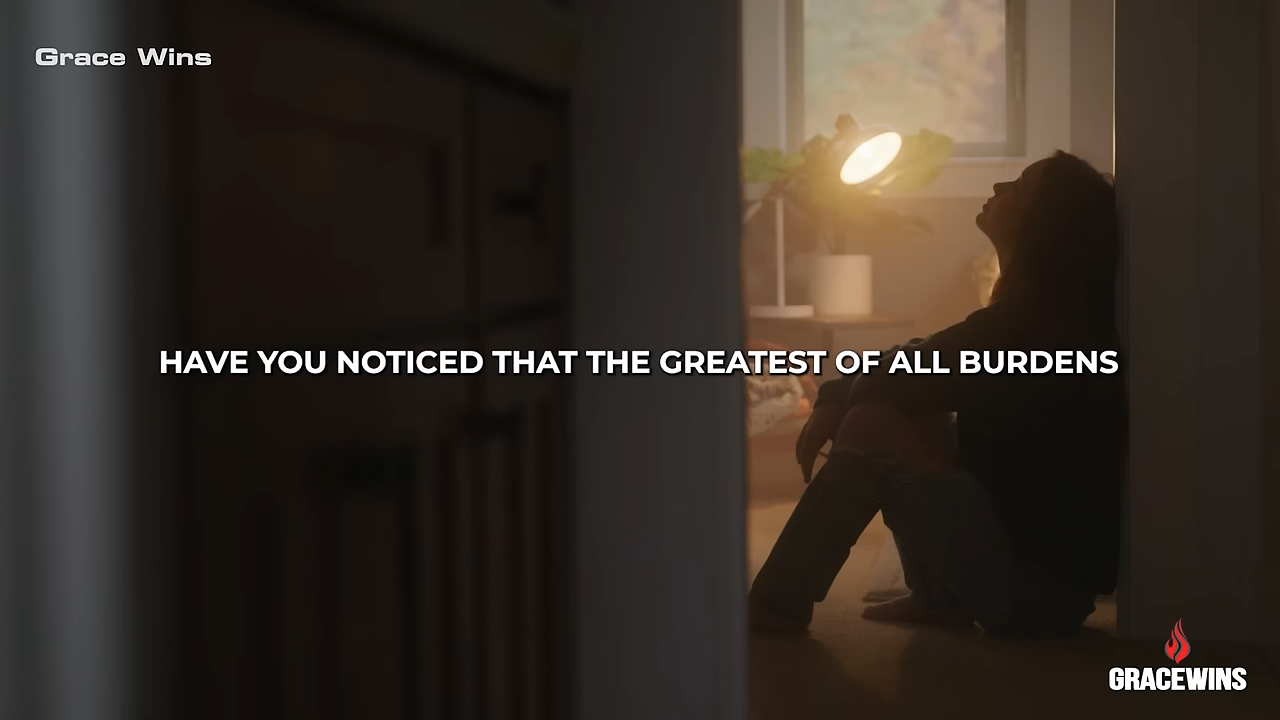 Grace Wins
HAVE YOU NOTICED THAT THE GREATEST OF ALL BURDENS
GRACEWINS